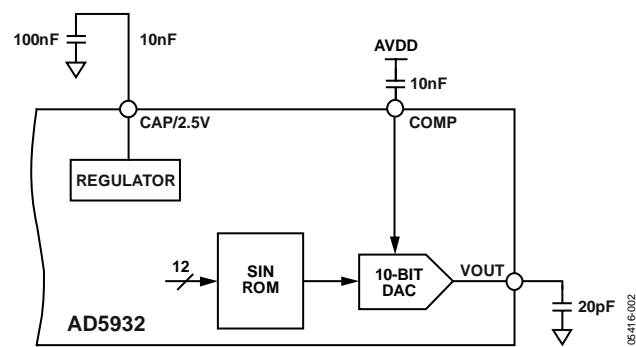 100nF
10nF
AVDD
10nF
CAP/2.5V
COMP
REGULATOR
12
SIN
ROM
10-BIT
DAC
VOUT
20pF
AD5932
05416-002